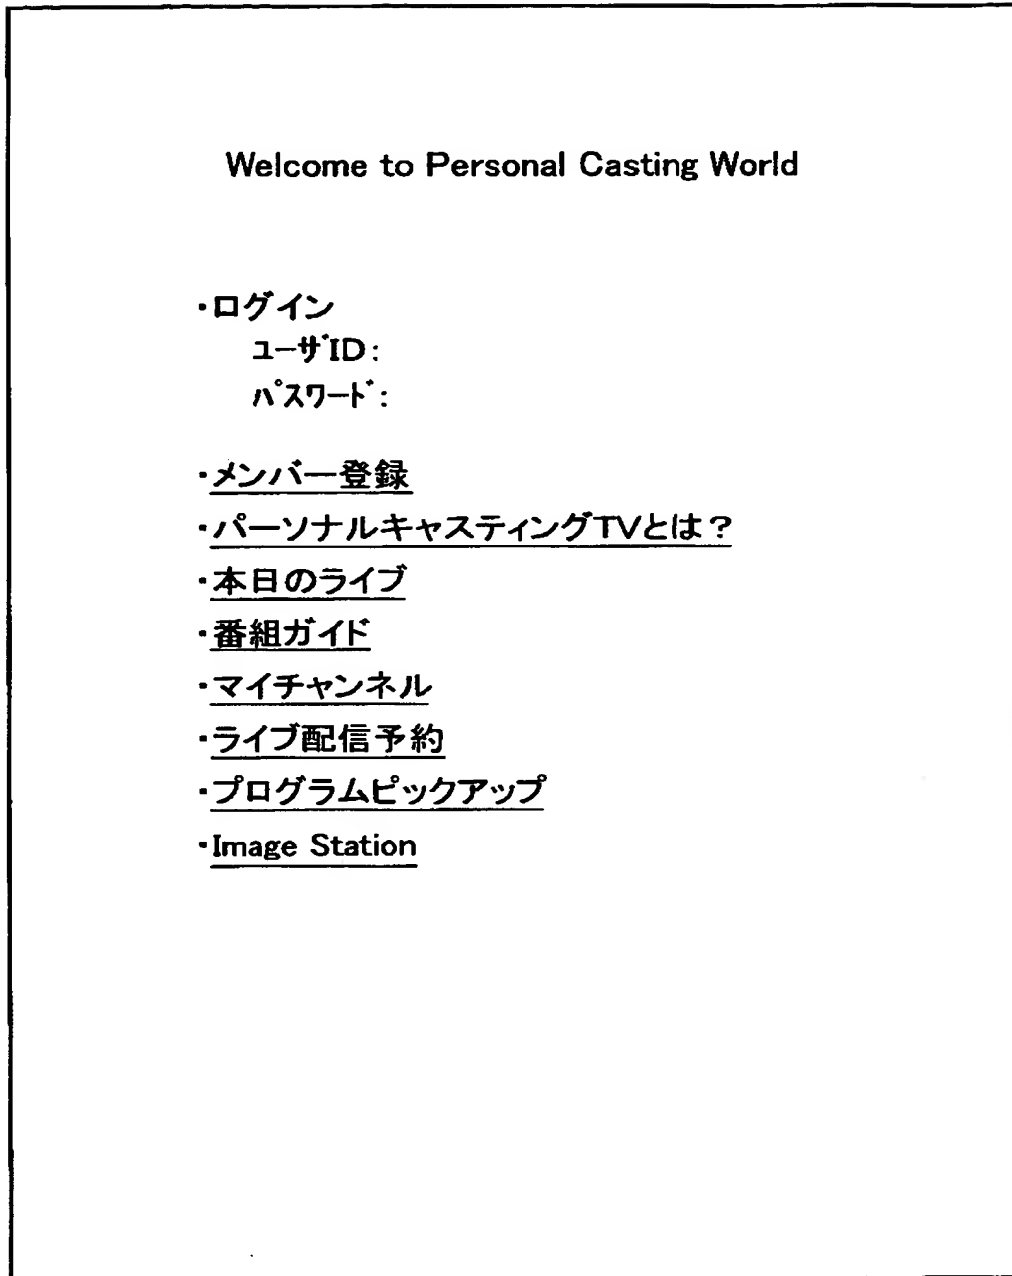 Welcome to Personal Casting World
・ログイン
ユーザID:
パスワード:
・メンバー登録
・パーソナルキャスティングTVとは？
・本日のライブ
・番組ガイド
・マイチャンネル
・ライブ配信予約
・プログラムピックアップ
・Image Station